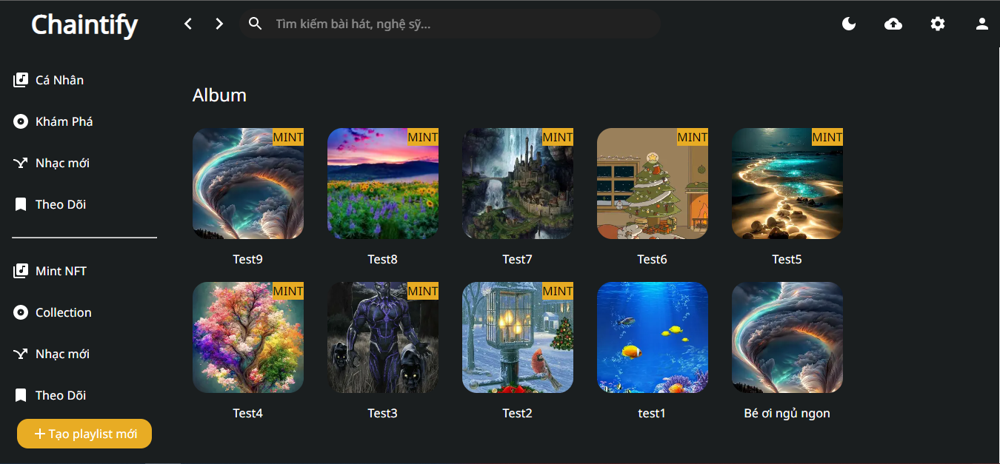 Chaintify
Tìm kiếm bài hát, nghệ sỹ...
Cá Nhân
Khám Phá
Nhạc mới
Theo Dõi
Mint NFT
Collection
Nhạc mới
Theo Dõi
Tạo playlist mới
Album
MINT MINT MINT MINT MINT
Test9 Test8 Test7 Test6 Test5
MINT MINT MINT
Test4 Test3 Test2 test1 Bé ơi ngủ ngon